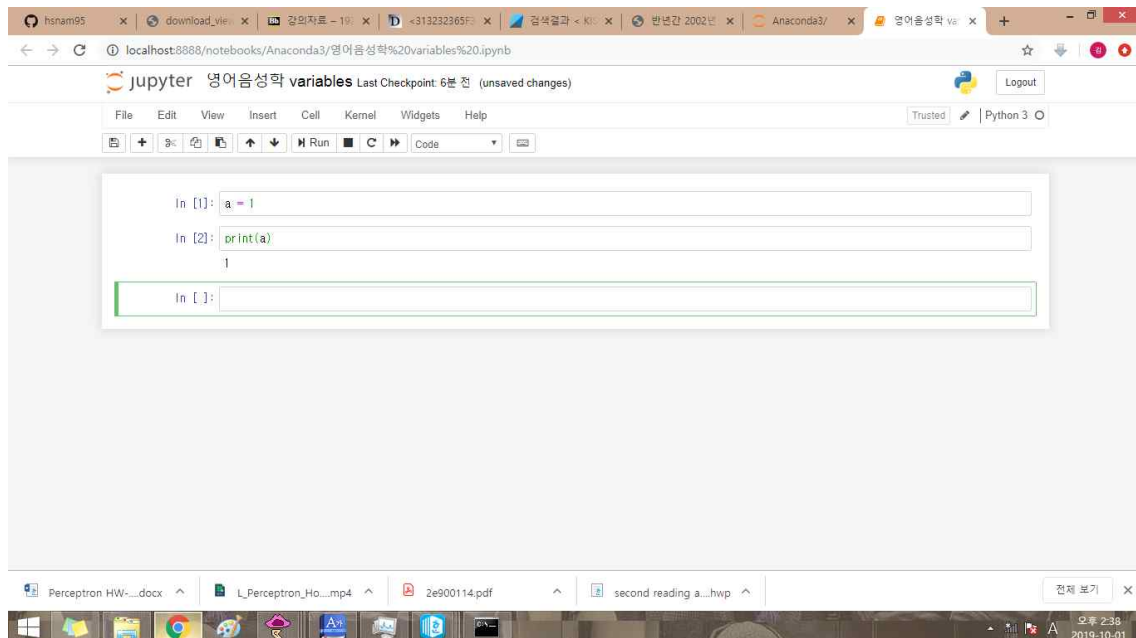 hsnam95 download_vie 강의자료 – 19 <313232365F 검색결과 < KI 반년간 2002년 Anaconda3/ 영어음성학 va
localhost:8888/notebooks/Anaconda3/영어음성학%20variables%20.ipynb
jupyter 영어음성학 variables Last Checkpoint: 6분 전 (unsaved changes) Logout
File Edit View Insert Cell Kernel Widgets Help Trusted Python 3
Run Code
In [1]: a = 1
In [2]: print(a)
1
In [ ]:
Perceptron HW-....docx L_Perceptron_Ho....mp4 2e900114.pdf second reading a....hwp 전체 보기
A 오후 2:38
2019-10-01